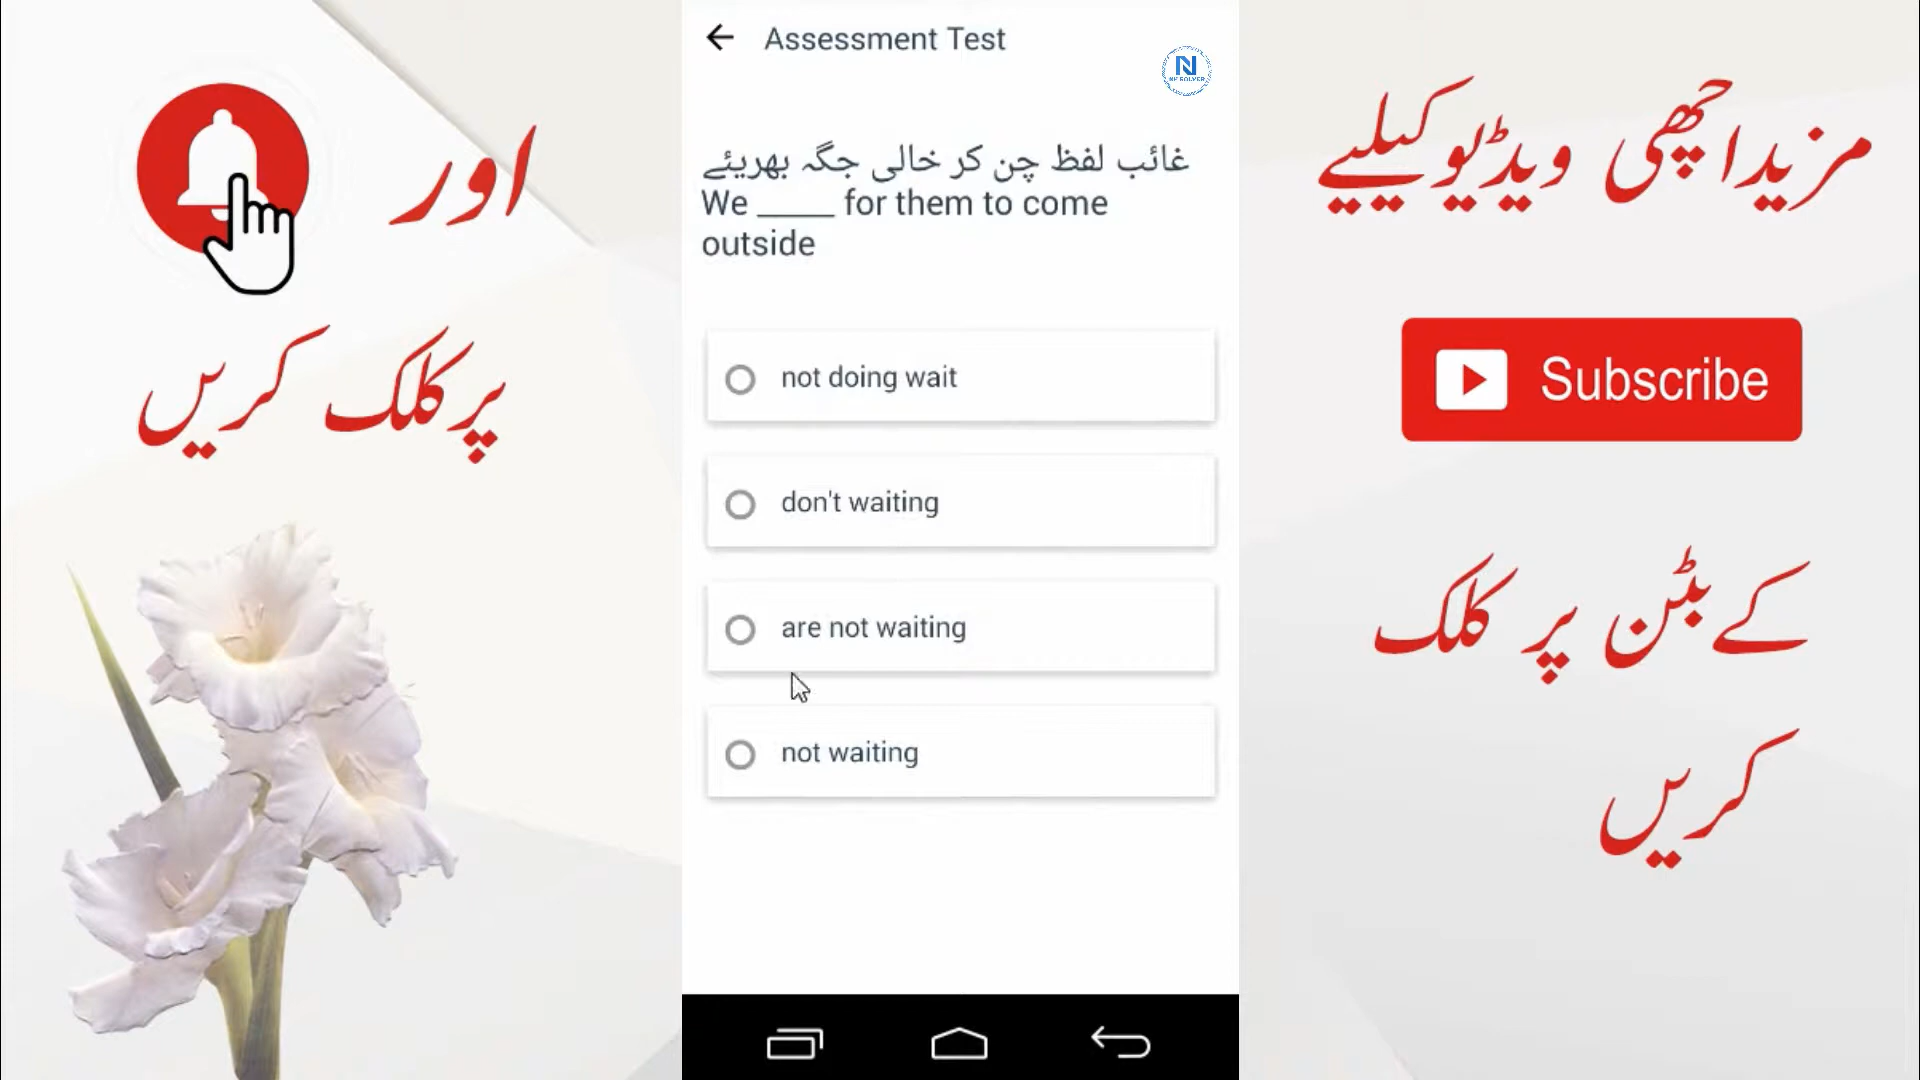 اور
پر کلک کریں
Assessment Test
N
NH SOLVER
غائب لفظ چن کر خالی جگہ بھریئے
We _____ for them to come
outside
not doing wait
don't waiting
are not waiting
not waiting
مزید اچھی ویڈیو کیلیے
Subscribe
کے بٹن پر کلک
کریں